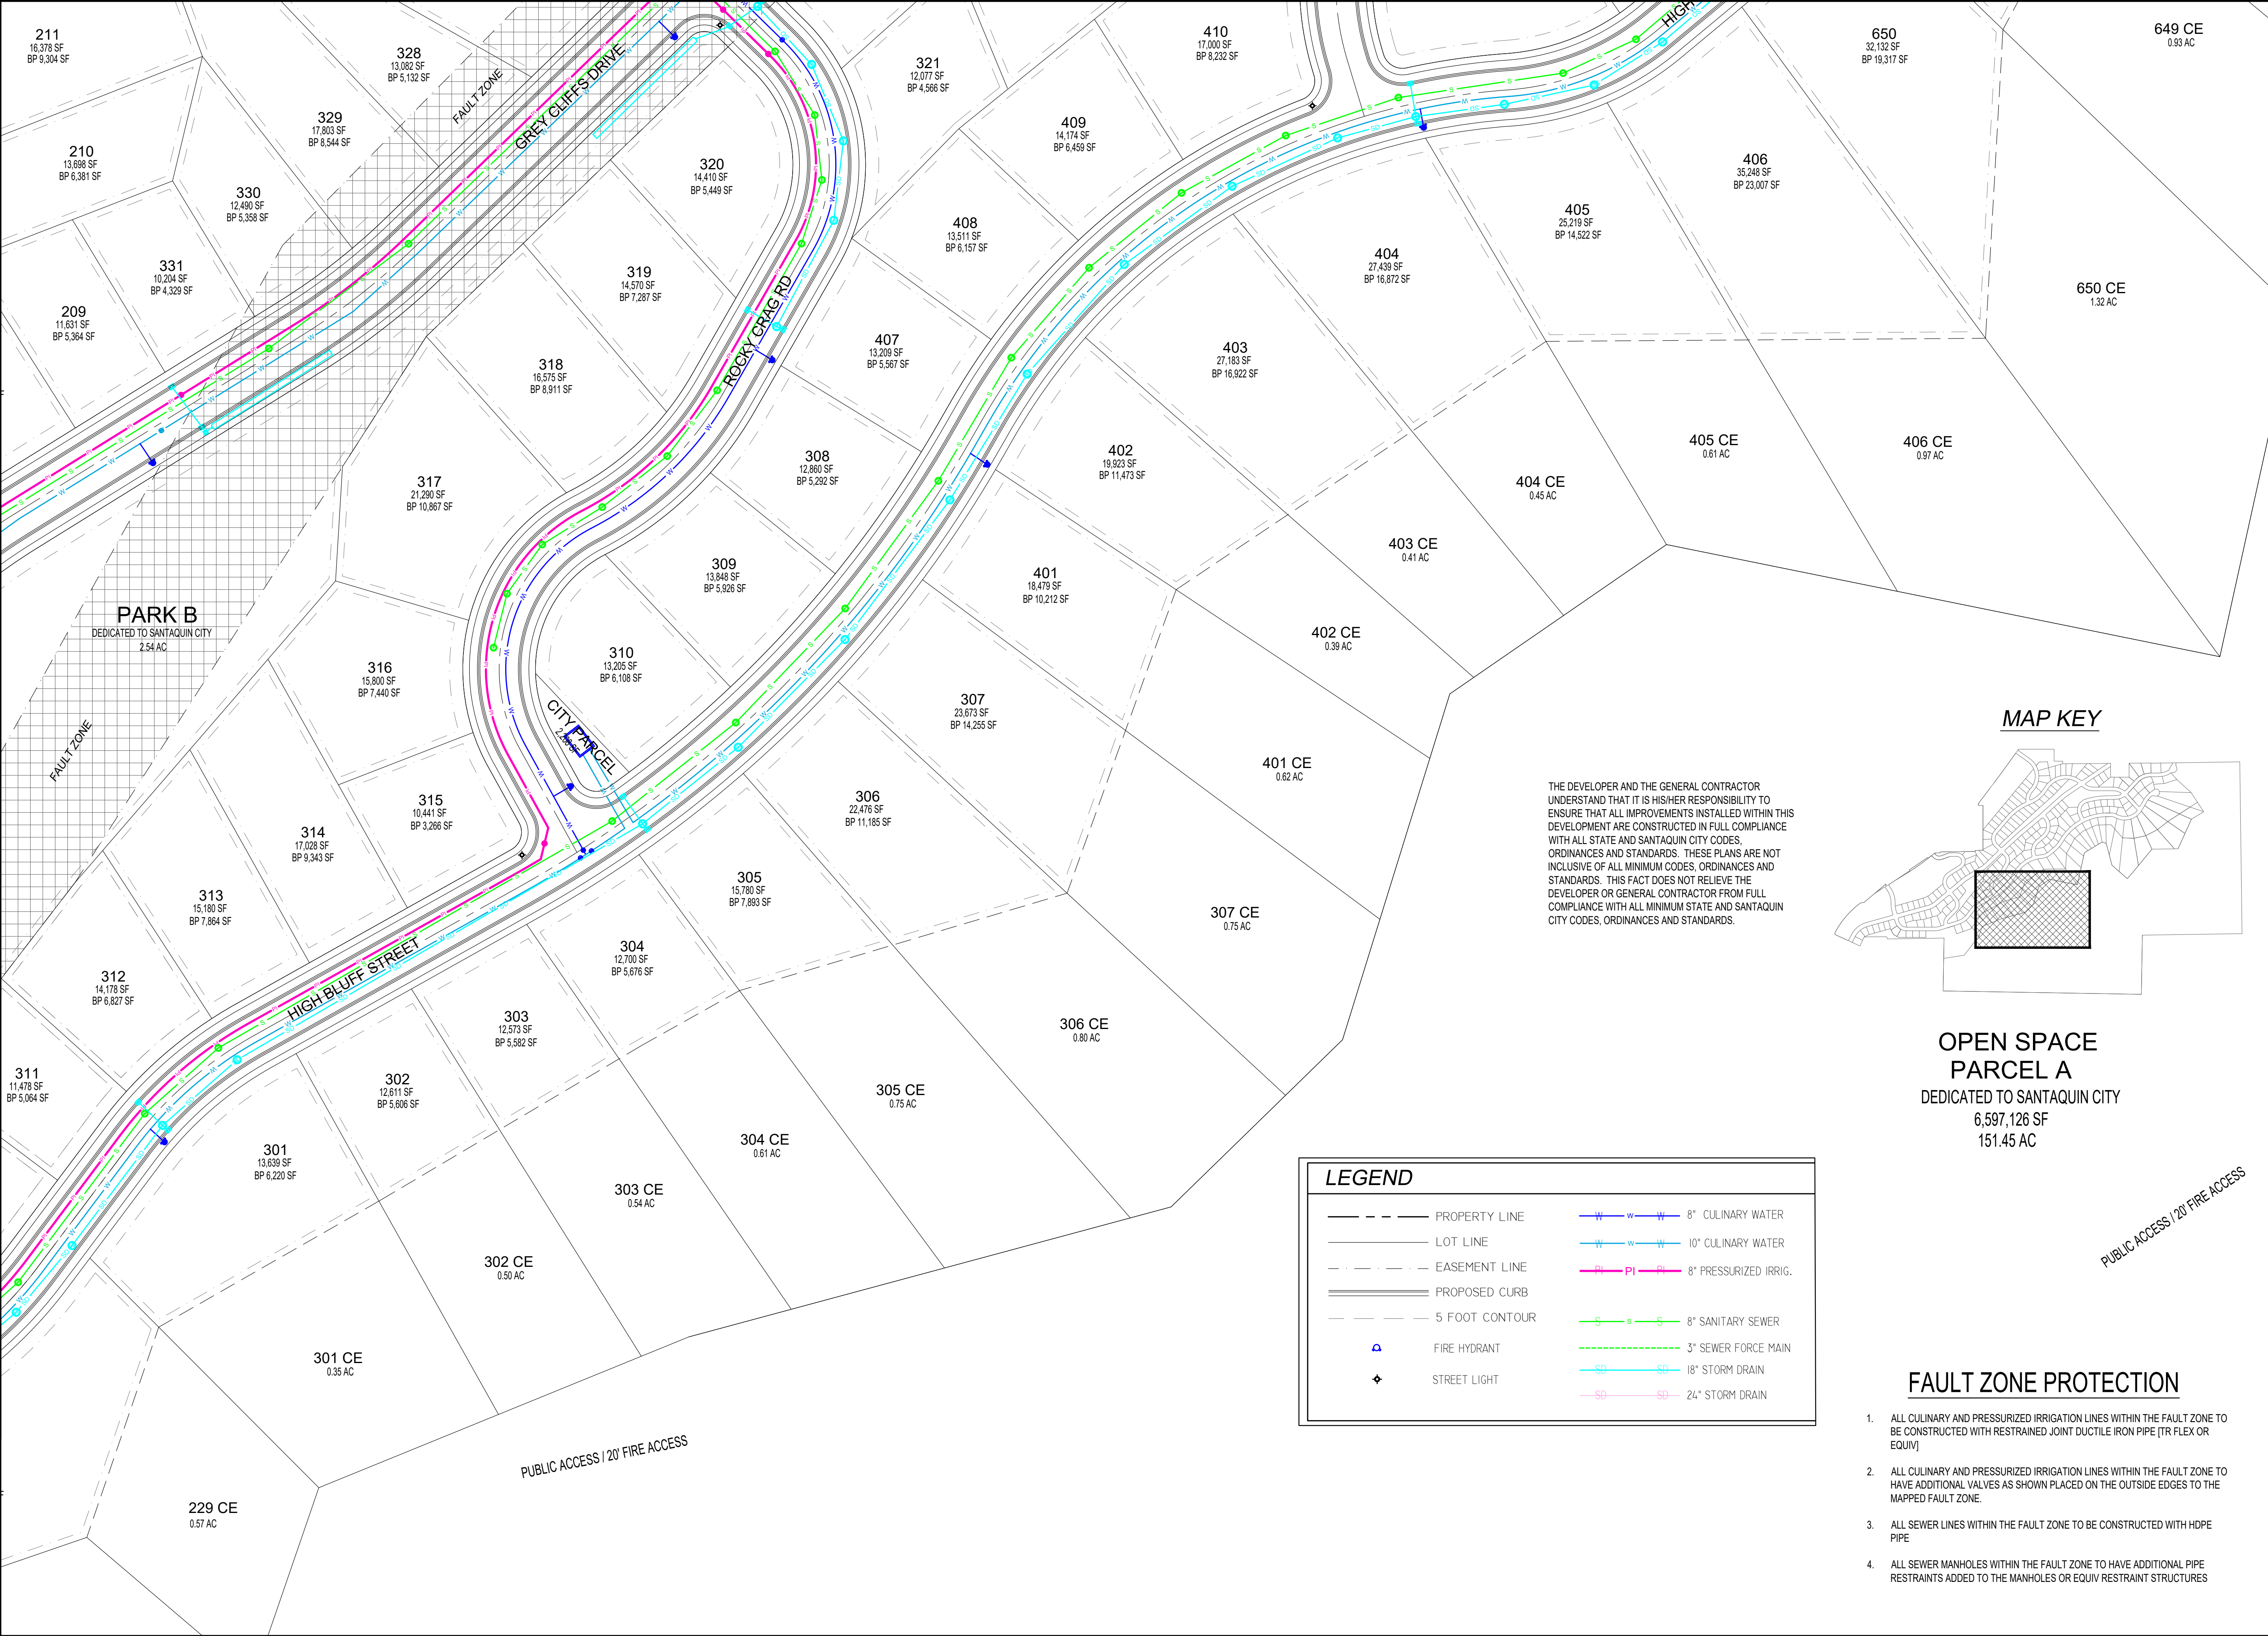 211
16,378 SF
BP 9,304 SF
328
13,082 SF
BP 5,132 SF
FAULT ZONE
GREY CLIFFS DRIVE
321
12,077 SF
BP 4,566 SF
410
17,000 SF
BP 8,232 SF
HIGH
650
32,132 SF
BP 19,317 SF
649 CE
0.93 AC
329
17,803 SF
BP 8,544 SF
210
13,698 SF
BP 6,381 SF
330
12,490 SF
BP 5,358 SF
320
14,410 SF
BP 5,449 SF
409
14,174 SF
BP 6,459 SF
406
35,248 SF
BP 23,007 SF
405
25,219 SF
BP 14,522 SF
408
13,511 SF
BP 6,157 SF
404
27,439 SF
BP 16,872 SF
331
10,204 SF
BP 4,329 SF
319
14,570 SF
BP 7,287 SF
ROCKY CRAG RD
650 CE
1.32 AC
209
11,631 SF
BP 5,364 SF
318
16,575 SF
BP 8,911 SF
407
13,209 SF
BP 5,567 SF
403
27,183 SF
BP 16,922 SF
402
19,923 SF
BP 11,473 SF
405 CE
0.61 AC
406 CE
0.97 AC
317
21,290 SF
BP 10,867 SF
308
12,860 SF
BP 5,292 SF
404 CE
0.45 AC
403 CE
0.41 AC
309
13,848 SF
BP 5,926 SF
401
18,479 SF
BP 10,212 SF
PARK B
DEDICATED TO SANTAQUIN CITY
2.54 AC
402 CE
0.39 AC
316
15,800 SF
BP 7,440 SF
310
13,205 SF
BP 6,108 SF
307
23,673 SF
BP 14,255 SF
CITY PARCEL
FAULT ZONE
401 CE
0.62 AC
315
10,441 SF
BP 3,266 SF
306
22,476 SF
BP 11,185 SF
314
17,028 SF
BP 9,343 SF
313
15,180 SF
BP 7,864 SF
305
15,780 SF
BP 7,893 SF
307 CE
0.75 AC
HIGH BLUFF STREET
304
12,700 SF
BP 5,676 SF
312
14,178 SF
BP 6,827 SF
303
12,573 SF
BP 5,582 SF
306 CE
0.80 AC
311
11,478 SF
BP 5,064 SF
302
12,611 SF
BP 5,606 SF
305 CE
0.75 AC
301
13,639 SF
BP 6,220 SF
304 CE
0.61 AC
303 CE
0.54 AC
302 CE
0.50 AC
301 CE
0.35 AC
229 CE
0.57 AC
PUBLIC ACCESS / 20' FIRE ACCESS
THE DEVELOPER AND THE GENERAL CONTRACTOR
UNDERSTAND THAT IT IS HIS/HER RESPONSIBILITY TO
ENSURE THAT ALL IMPROVEMENTS INSTALLED WITHIN THIS
DEVELOPMENT ARE CONSTRUCTED IN FULL COMPLIANCE
WITH ALL STATE AND SANTAQUIN CITY CODES,
ORDINANCES AND STANDARDS. THESE PLANS ARE NOT
INCLUSIVE OF ALL MINIMUM CODES, ORDINANCES AND
STANDARDS. THIS FACT DOES NOT RELIEVE THE
DEVELOPER OR GENERAL CONTRACTOR FROM FULL
COMPLIANCE WITH ALL MINIMUM STATE AND SANTAQUIN
CITY CODES, ORDINANCES AND STANDARDS.
MAP KEY
OPEN SPACE
PARCEL A
DEDICATED TO SANTAQUIN CITY
6,597,126 SF
151.45 AC
PUBLIC ACCESS / 20' FIRE ACCESS
LEGEND
PROPERTY LINE
LOT LINE
EASEMENT LINE
PROPOSED CURB
5 FOOT CONTOUR
FIRE HYDRANT
STREET LIGHT
W W W 8" CULINARY WATER
W W W 10" CULINARY WATER
PI PI PI 8" PRESSURIZED IRRIG.
S S S 8" SANITARY SEWER
3" SEWER FORCE MAIN
SD SD 18" STORM DRAIN
SD SD 24" STORM DRAIN
FAULT ZONE PROTECTION
1. ALL CULINARY AND PRESSURIZED IRRIGATION LINES WITHIN THE FAULT ZONE TO
BE CONSTRUCTED WITH RESTRAINED JOINT DUCTILE IRON PIPE [TR FLEX OR
EQUIV]
2. ALL CULINARY AND PRESSURIZED IRRIGATION LINES WITHIN THE FAULT ZONE TO
HAVE ADDITIONAL VALVES AS SHOWN PLACED ON THE OUTSIDE EDGES TO THE
MAPPED FAULT ZONE.
3. ALL SEWER LINES WITHIN THE FAULT ZONE TO BE CONSTRUCTED WITH HDPE
PIPE
4. ALL SEWER MANHOLES WITHIN THE FAULT ZONE TO HAVE ADDITIONAL PIPE
RESTRAINTS ADDED TO THE MANHOLES OR EQUIV RESTRAINT STRUCTURES